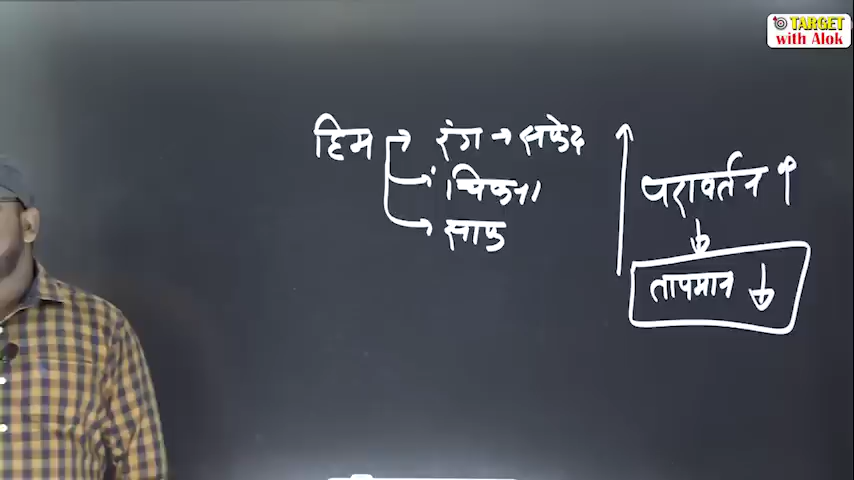 TARGET
with Alok
हिम → रंग → सफेद
चिकना
साफ
परावर्तन ↑
↓
तापमान ↓